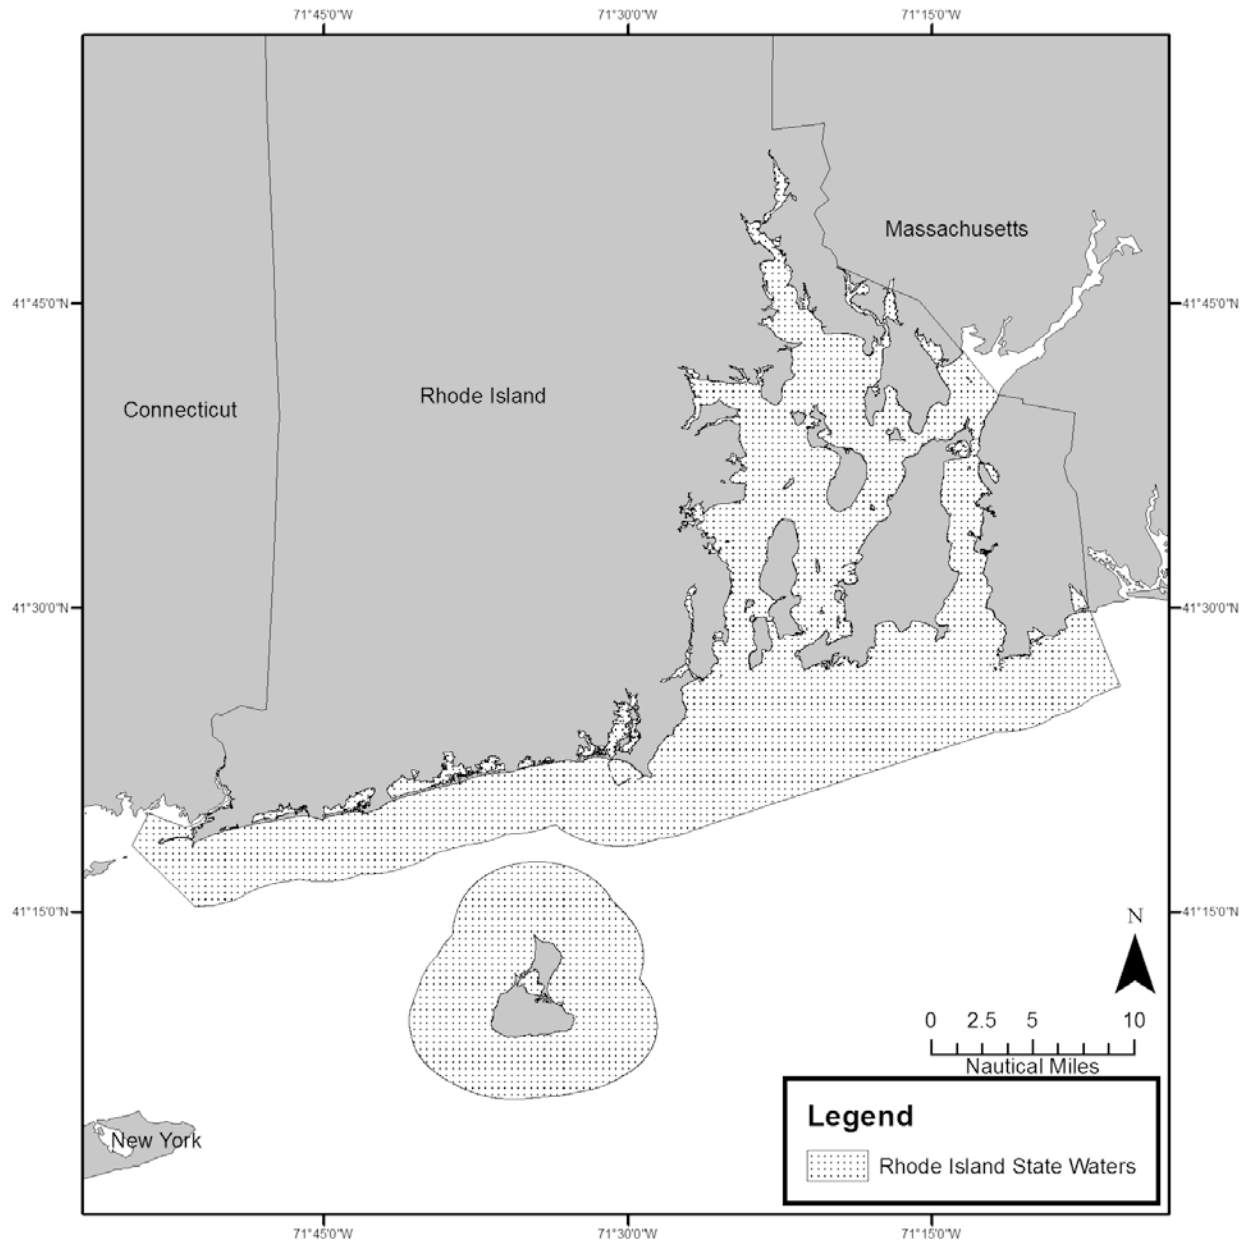 71°45'0"W 71°30'0"W 71°15'0"W
Massachusetts
41°45'0"N 41°45'0"N
Rhode Island
Connecticut
41°30'0"N 41°30'0"N
41°15'0"N 41°15'0"N
N
0 2.5 5 10
Nautical Miles
Legend
New York
Rhode Island State Waters
71°45'0"W 71°30'0"W 71°15'0"W